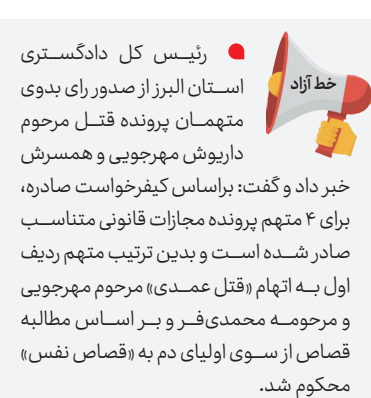 خط آزاد
رئیس کل دادگستری
استان البرز از صدور رای بدوی
متهمان پرونده قتل مرحوم
داریوش مهرجویی و همسرش
خبر داد و گفت: براساس کیفرخواست صادره،
برای ۴ متهم پرونده مجازات قانونی متناسب
صادر شده است و بدین ترتیب متهم ردیف
اول به اتهام «قتل عمدی» مرحوم مهرجویی
و مرحومه محمدی‌فر و بر اساس مطالبه
قصاص از سوی اولیای دم به «قصاص نفس»
محکوم شد.